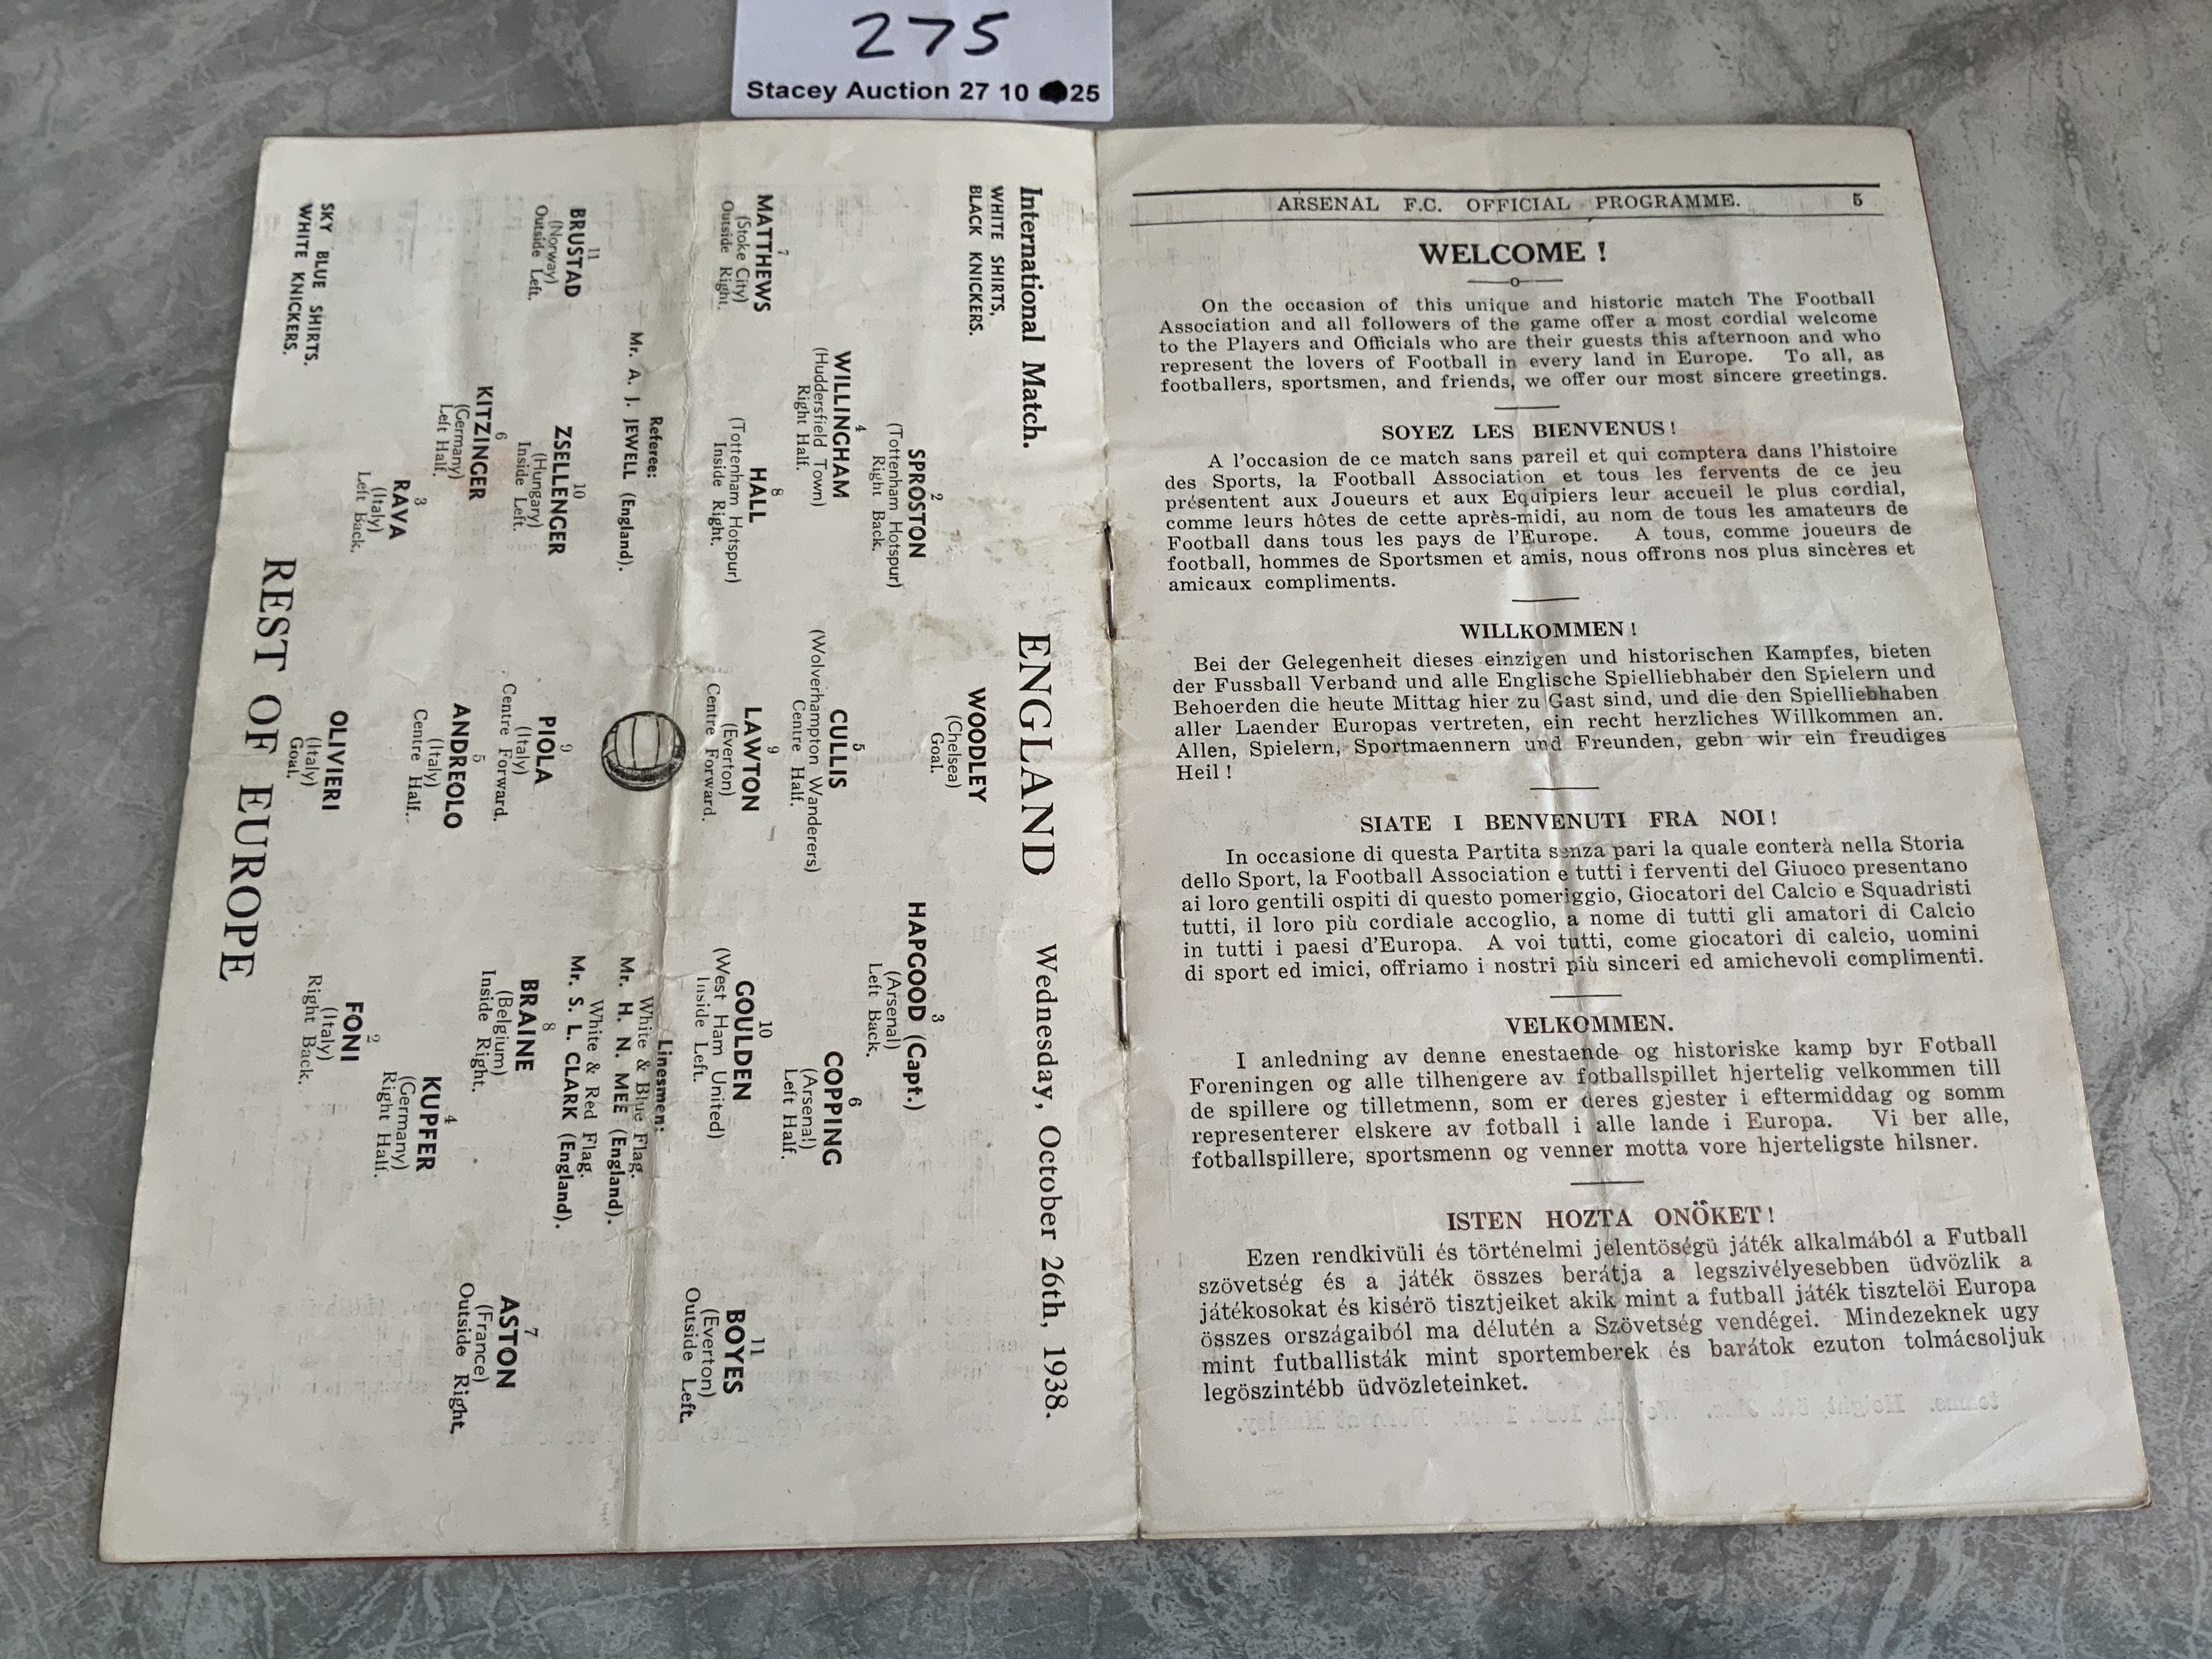 275
Stacey Auction 27 10 25
International Match.
ENGLAND
Wednesday, October 26th, 1938.
WHITE SHIRTS,
BLACK KNICKERS.
WOODLEY
(Chelsea)
Goal.
2
SPROSTON
(Tottenham Hotspur)
Right Back.
3
HAPGOOD (Capt.)
(Arsenal)
Left Back.
4
WILLINGHAM
(Huddersfield Town)
Right Half.
5
CULLIS
(Wolverhampton Wanderers)
Centre Half.
6
COPPING
(Arsenal)
Left Half.
7
MATTHEWS
(Stoke City)
Outside Right.
8
HALL
(Tottenham Hotspur)
Inside Right.
9
LAWTON
(Everton)
Centre Forward.
10
GOULDEN
(West Ham United)
Inside Left.
11
BOYES
(Everton)
Outside Left.
Referee:
Mr. A. J. JEWELL (England).
Linesmen:
White & Blue Flag.
Mr. H. N. MEE (England).
White & Red Flag.
Mr. S. L. CLARK (England).
11
BRUSTAD
(Norway)
Outside Left.
10
ZSELLENGER
(Hungary)
Inside Left.
9
PIOLA
(Italy)
Centre Forward.
8
BRAINE
(Belgium)
Inside Right.
7
ASTON
(France)
Outside Right.
6
KITZINGER
(Germany)
Left Half.
5
ANDREOLO
(Italy)
Centre Half.
4
KUPFER
(Germany)
Right Half.
3
RAVA
(Italy)
Left Back.
2
FONI
(Italy)
Right Back.
OLIVIERI
(Italy)
Goal.
SKY BLUE SHIRTS.
WHITE KNICKERS.
REST OF EUROPE
ARSENAL F.C. OFFICIAL PROGRAMME. 5
WELCOME !
On the occasion of this unique and historic match The Football
Association and all followers of the game offer a most cordial welcome
to the Players and Officials who are their guests this afternoon and who
represent the lovers of Football in every land in Europe. To all, as
footballers, sportsmen, and friends, we offer our most sincere greetings.
SOYEZ LES BIENVENUS !
A l'occasion de ce match sans pareil et qui comptera dans l'histoire
des Sports, la Football Association et tous les fervents de ce jeu
présentent aux Joueurs et aux Equipiers leur accueil le plus cordial,
comme leurs hôtes de cette après-midi, au nom de tous les amateurs de
Football dans tous les pays de l'Europe. A tous, comme joueurs de
football, hommes de Sportsmen et amis, nous offrons nos plus sincères et
amicaux compliments.
WILLKOMMEN !
Bei der Gelegenheit dieses einzigen und historischen Kampfes, bieten
der Fussball Verband und alle Englische Spielliebhaber den Spielern und
Behoerden die heute Mittag hier zu Gast sind, und die den Spielliebhaben
aller Laender Europas vertreten, ein recht herzliches Willkommen an.
Allen, Spielern, Sportmaennern und Freunden, gebn wir ein freudiges
Heil !
SIATE I BENVENUTI FRA NOI !
In occasione di questa Partita senza pari la quale conterà nella Storia
dello Sport, la Football Association e tutti i ferventi del Giuoco presentano
ai loro gentili ospiti di questo pomeriggio, Giocatori del Calcio e Squadristi
tutti, il loro più cordiale accoglio, a nome di tutti gli amatori di Calcio
in tutti i paesi d'Europa. A voi tutti, come giocatori di calcio, uomini
di sport ed imici, offriamo i nostri più sinceri ed amichevoli complimenti.
VELKOMMEN.
I anledning av denne enestaende og historiske kamp byr Fotball
Foreningen og alle tilhengere av fotballspillet hjertelig velkommen till
de spillere og tilletmenn, som er deres gjester i eftermiddag og somm
representerer elskere av fotball i alle lande i Europa. Vi ber alle,
fotballspillere, sportsmenn og venner motta vore hjerteligste hilsner.
ISTEN HOZTA ONÖKET !
Ezen rendkivüli és történelmi jelentöségü játék alkalmából a Futball
szövetség és a játék összes berátja a legszivélyesebben üdvözlik a
játékosokat és kisérö tisztjeiket akik mint a futball játék tisztelöi Europa
összes országaiból ma délutén a Szövetség vendégei. Mindezeknek ugy
mint futballisták mint sportemberek és barátok ezuton tolmácsoljuk
legöszintébb üdvözleteinket.